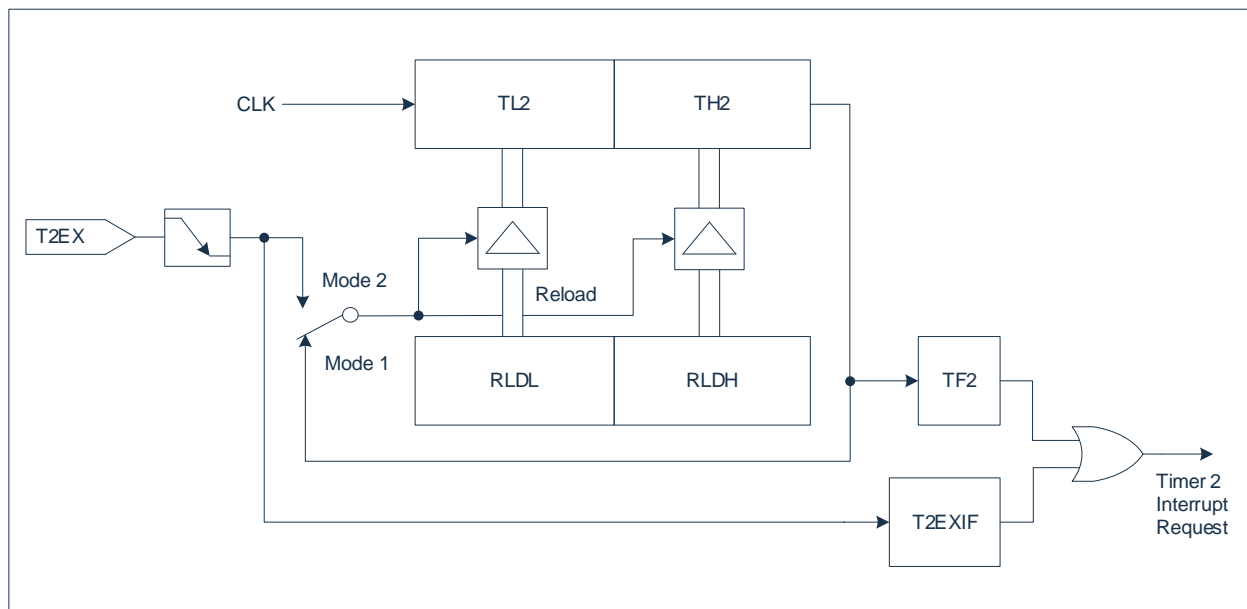 CLK
TL2
TH2
T2EX
Mode 2
Reload
Mode 1
RLDL
RLDH
TF2
T2EXIF
Timer 2
Interrupt
Request